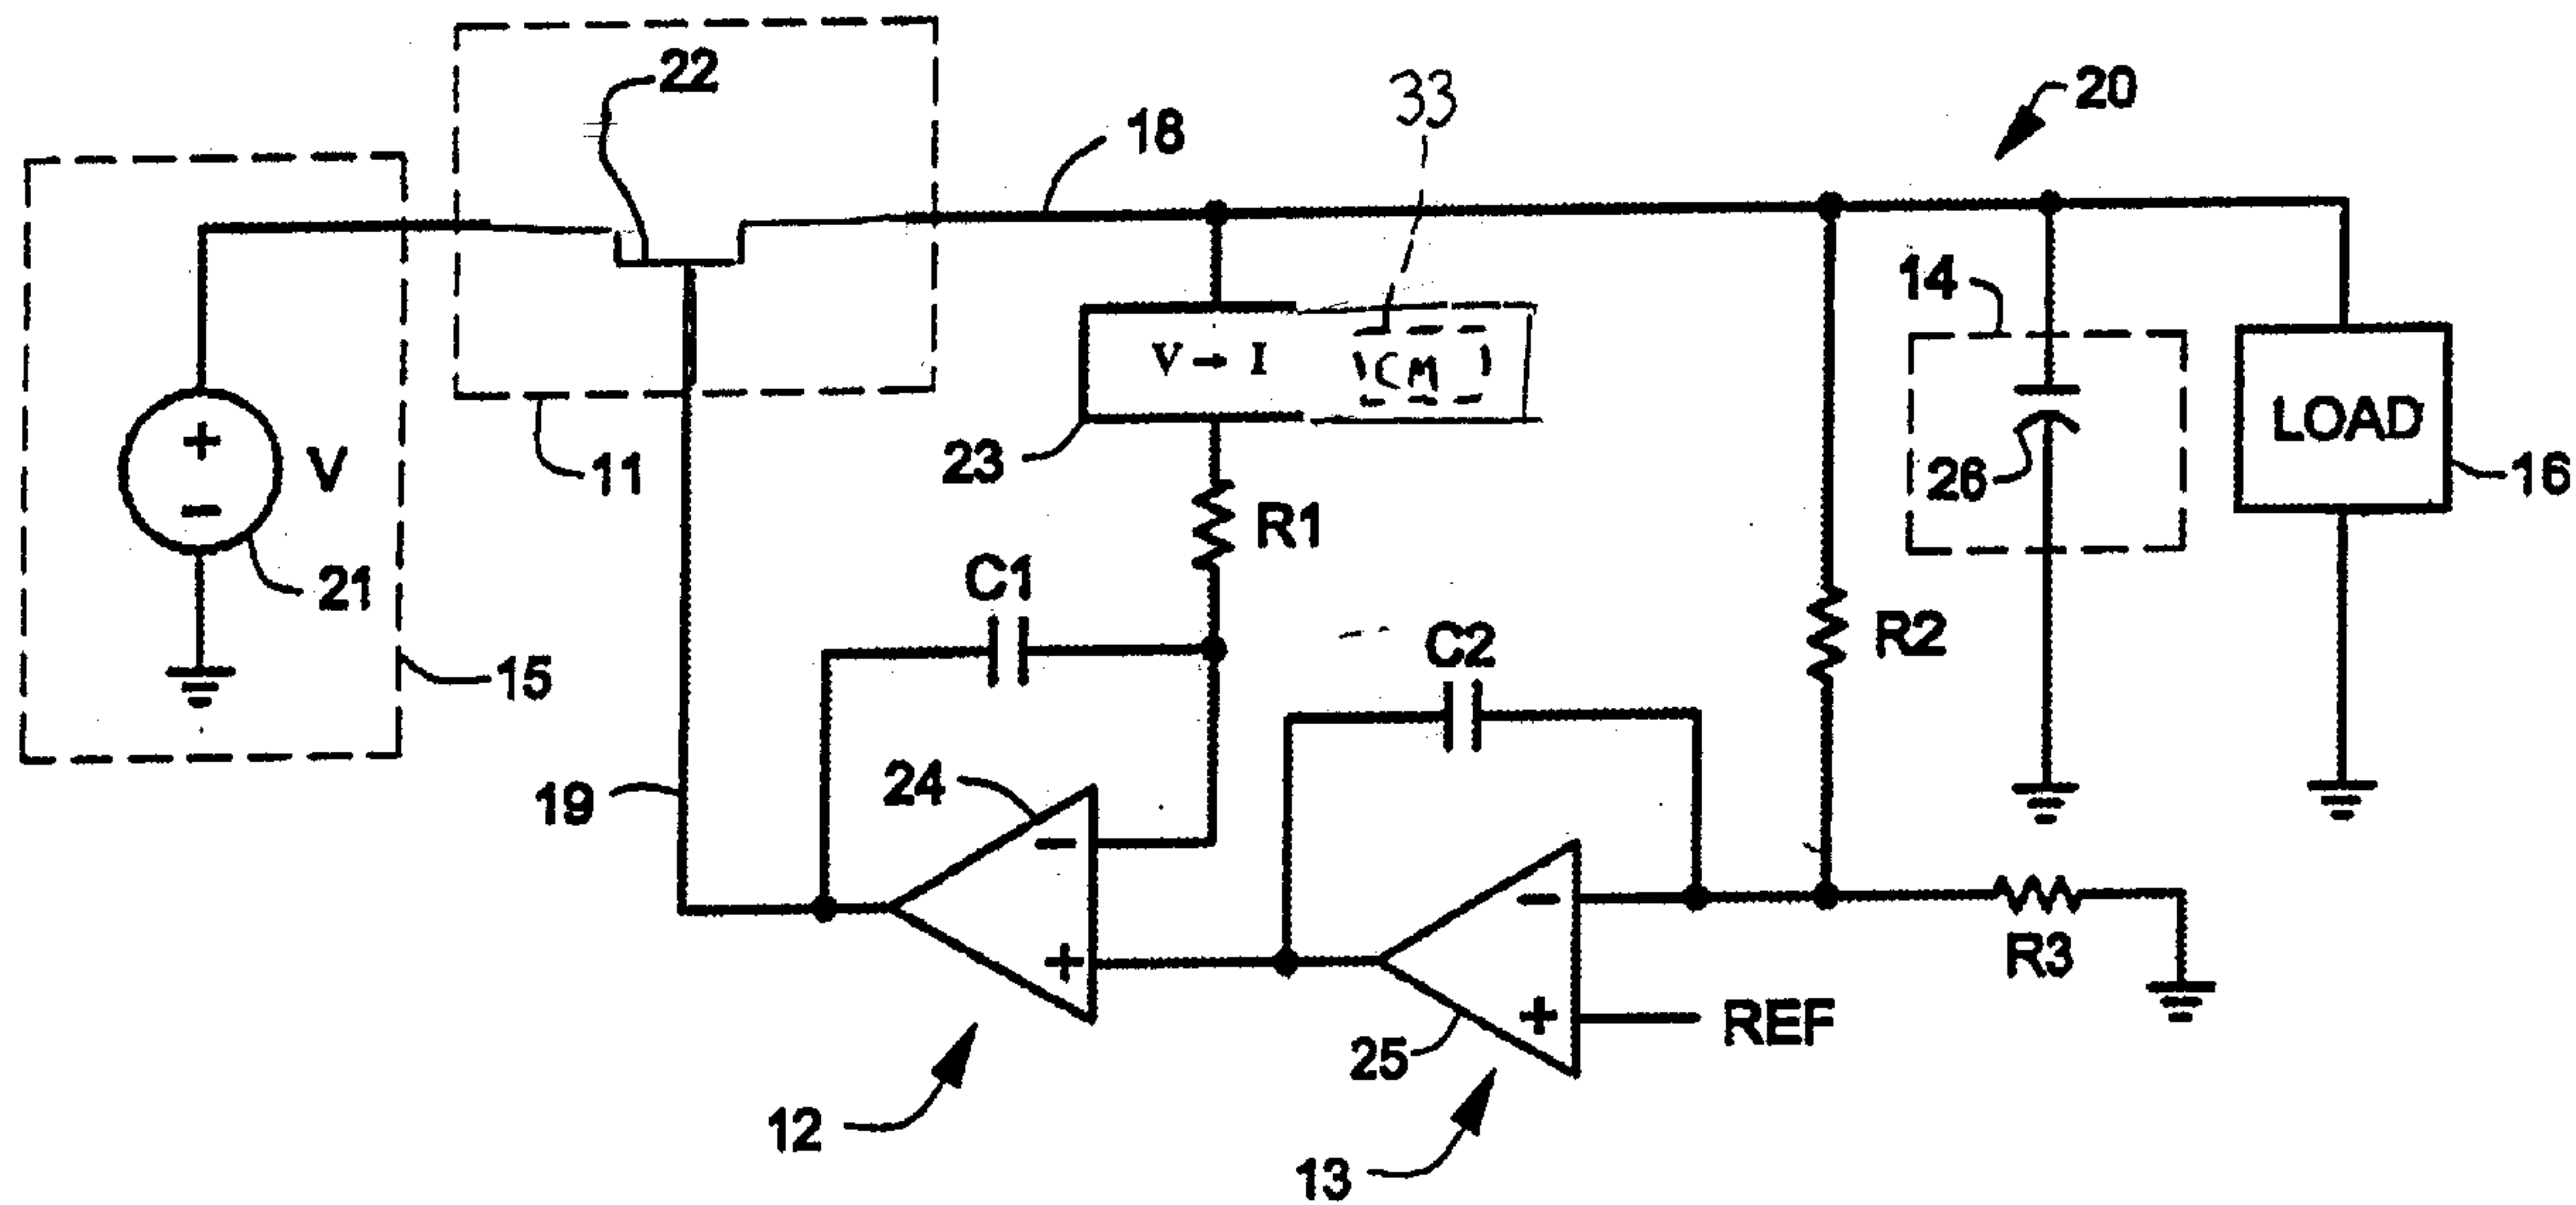 22
33
20
18
+
V
−
21
15
11
V → I
CM
23
14
26
LOAD
16
R1
C1
R2
C2
19
24
−
+
12
−
+
25
REF
R3
13